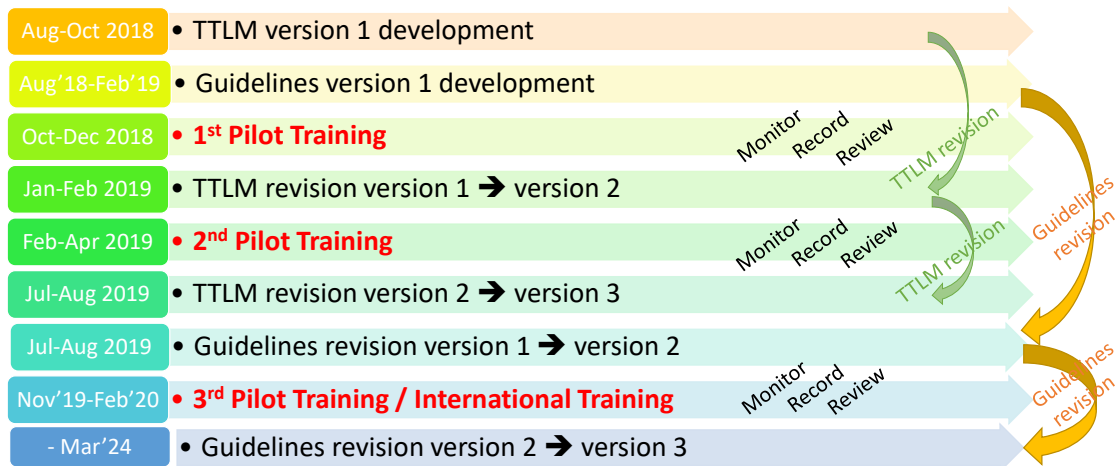 Aug-Oct 2018 • TTLM version 1 development
Aug’18-Feb’19 • Guidelines version 1 development
Oct-Dec 2018 • 1st Pilot Training
Monitor
Record
Review
TTLM revision
Jan-Feb 2019 • TTLM revision version 1 ➔ version 2
Feb-Apr 2019 • 2nd Pilot Training
Monitor
Record
Review
TTLM revision
Guidelines
revision
Jul-Aug 2019 • TTLM revision version 2 ➔ version 3
Jul-Aug 2019 • Guidelines revision version 1 ➔ version 2
Nov’19-Feb’20 • 3rd Pilot Training / International Training
Monitor
Record
Review
Guidelines
revision
- Mar’24 • Guidelines revision version 2 ➔ version 3